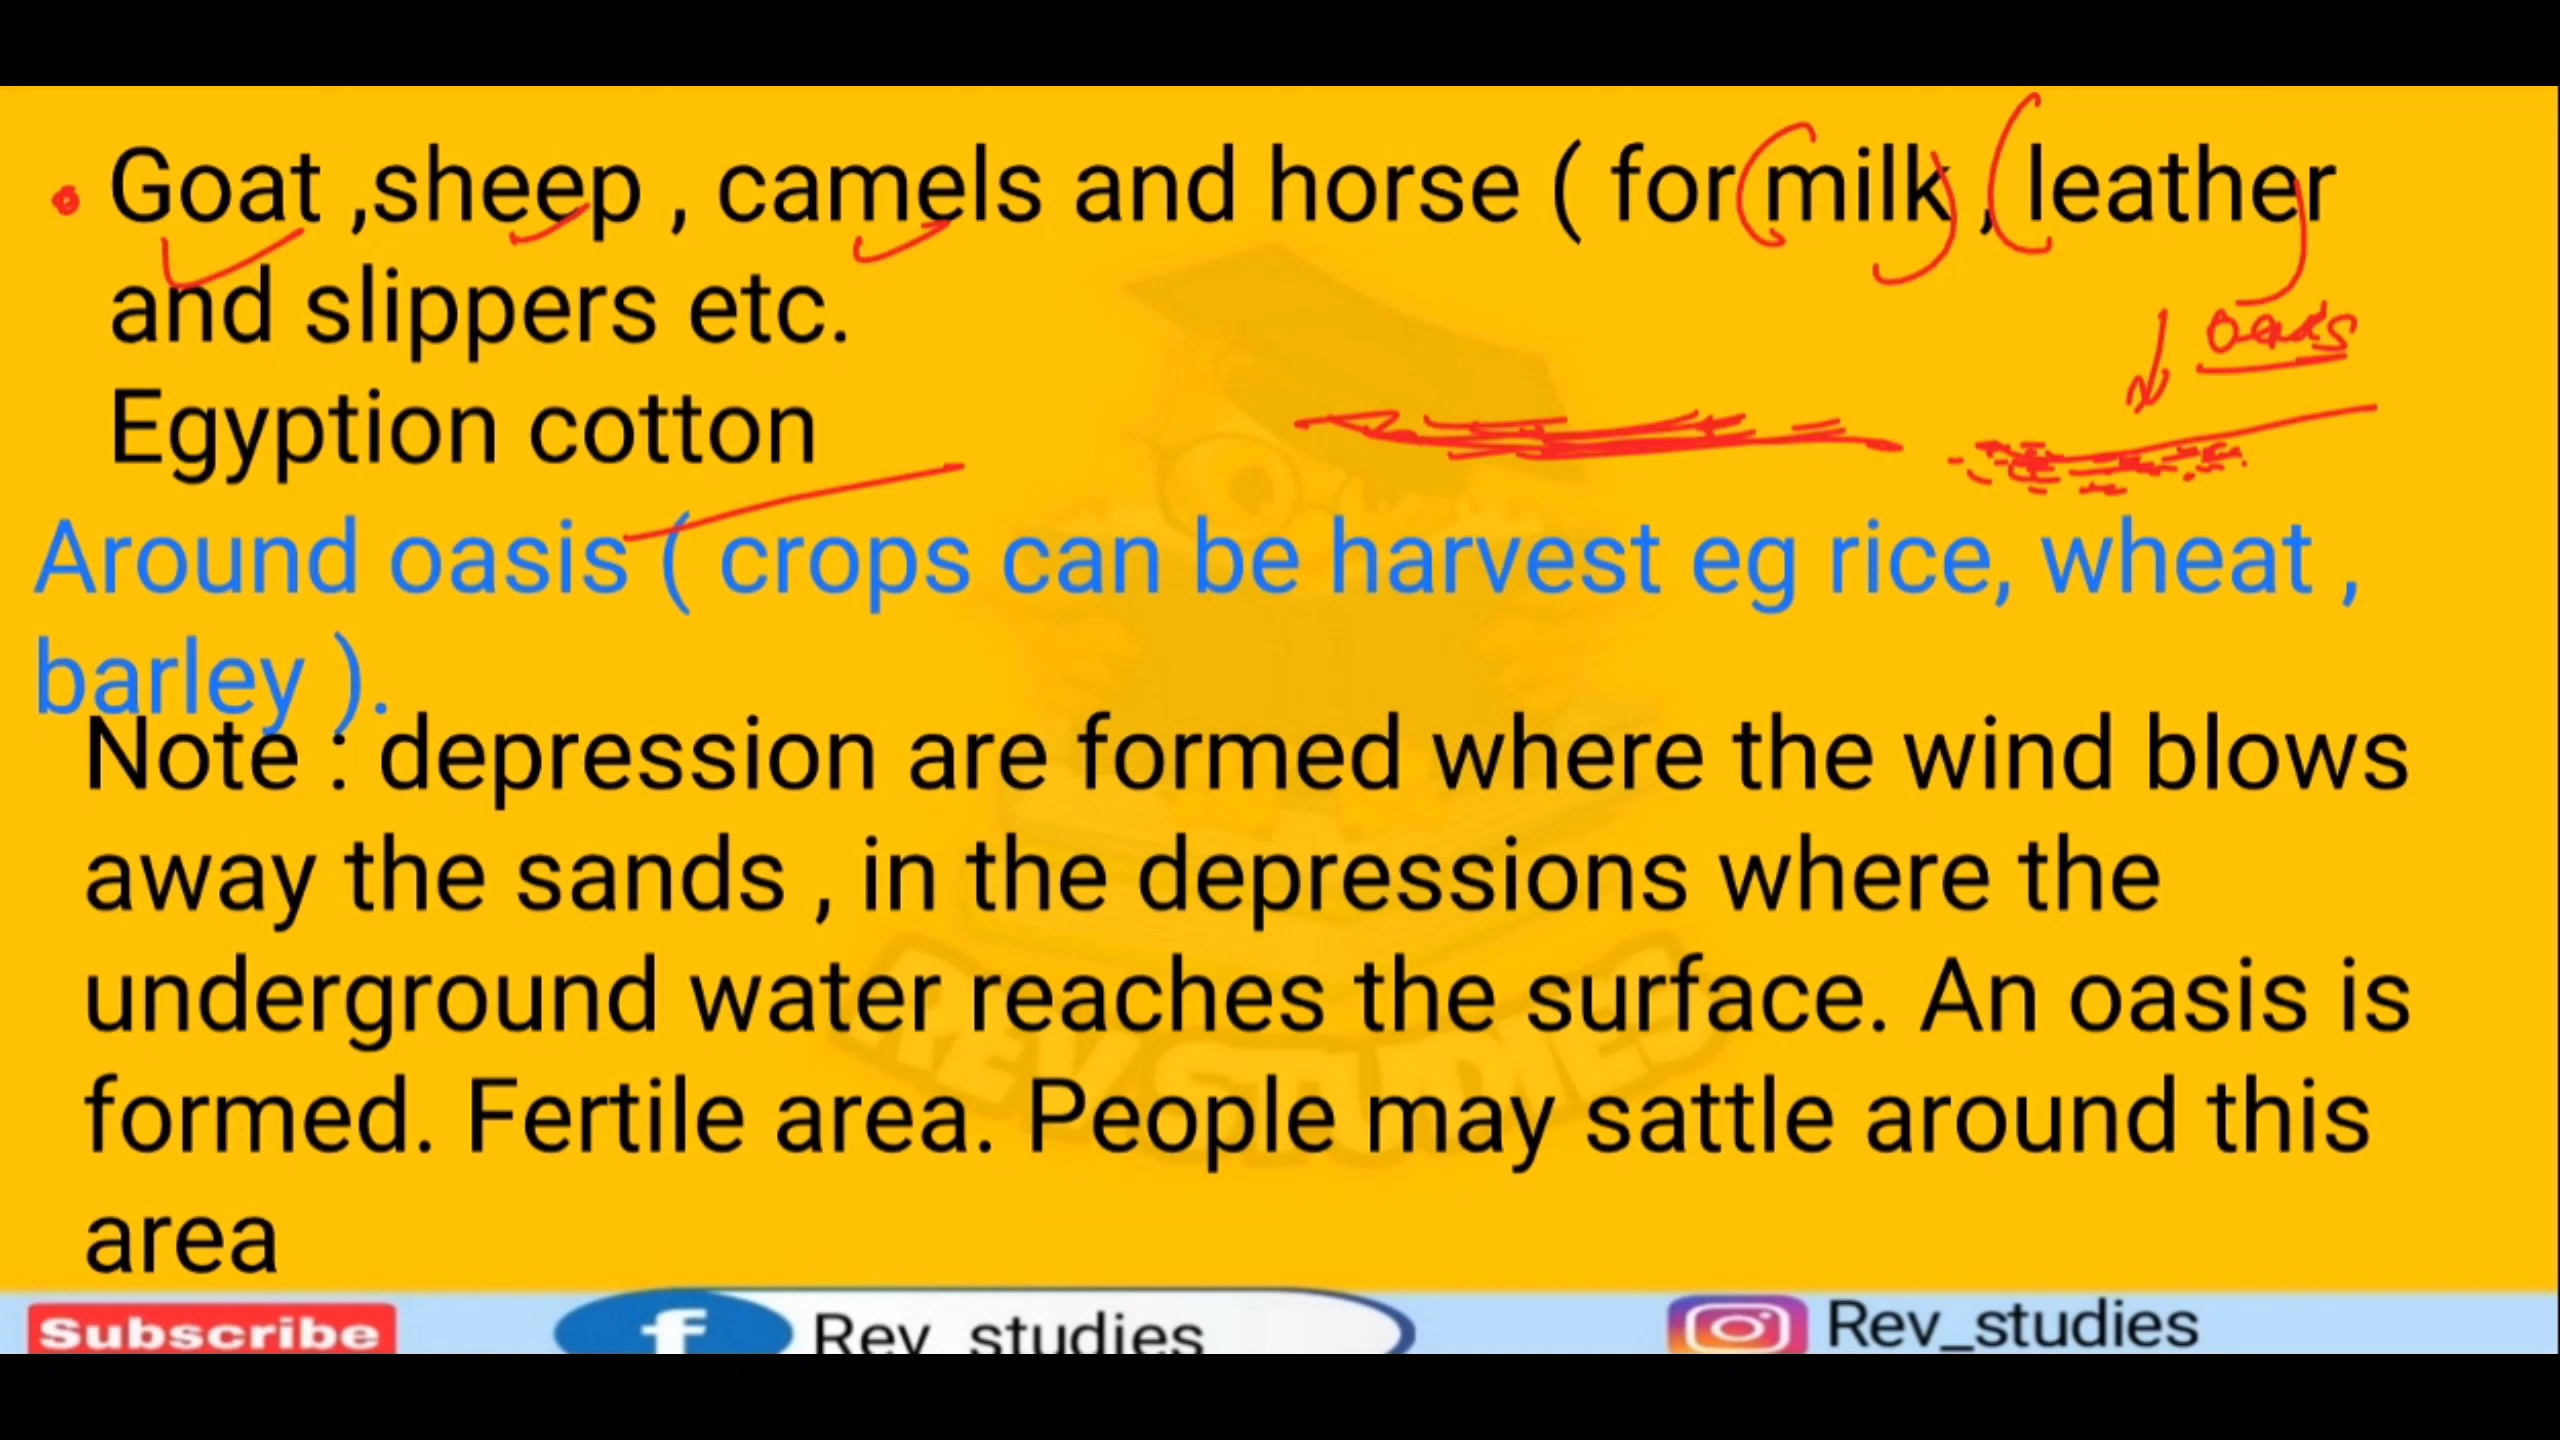 Goat ,sheep , camels and horse ( for milk , leather
and slippers etc.
oasis
Egyption cotton
Around oasis ( crops can be harvest eg rice, wheat ,
barley ).
Note : depression are formed where the wind blows
away the sands , in the depressions where the
underground water reaches the surface. An oasis is
formed. Fertile area. People may sattle around this
area
REV STUDIES
Subscribe
f Rev_studies
Rev_studies